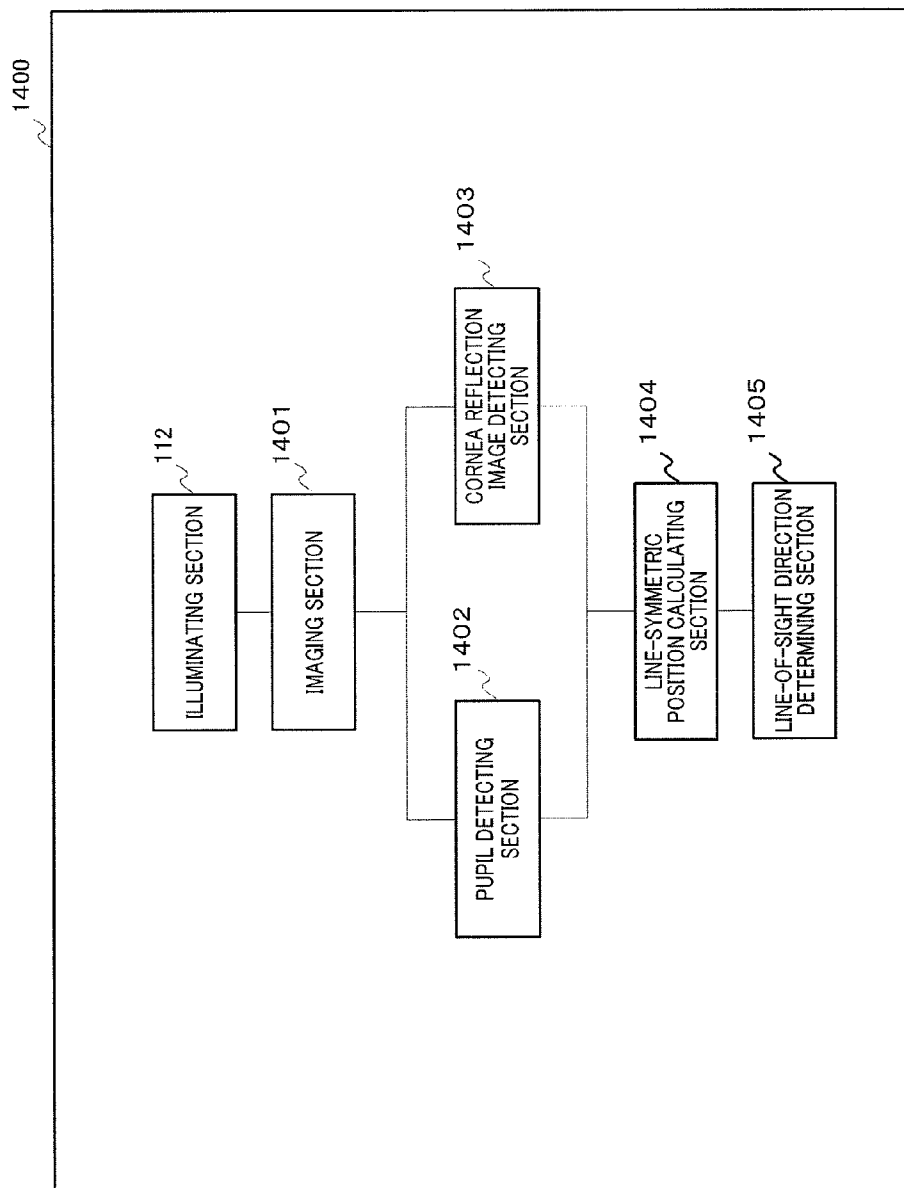 1400
112
ILLUMINATING SECTION
1401
IMAGING SECTION
1402
PUPIL DETECTING
SECTION
1403
CORNEA REFLECTION
IMAGE DETECTING
SECTION
1404
LINE-SYMMETRIC
POSITION CALCULATING
SECTION
1405
LINE-OF-SIGHT DIRECTION
DETERMINING SECTION